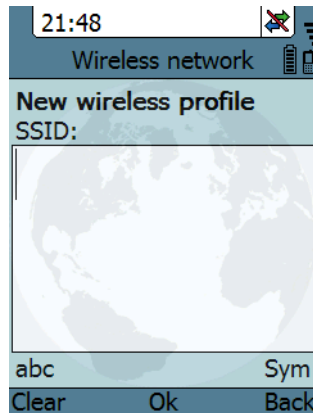 21:48
Wireless network
New wireless profile
SSID:
abc Sym
Clear Ok Back